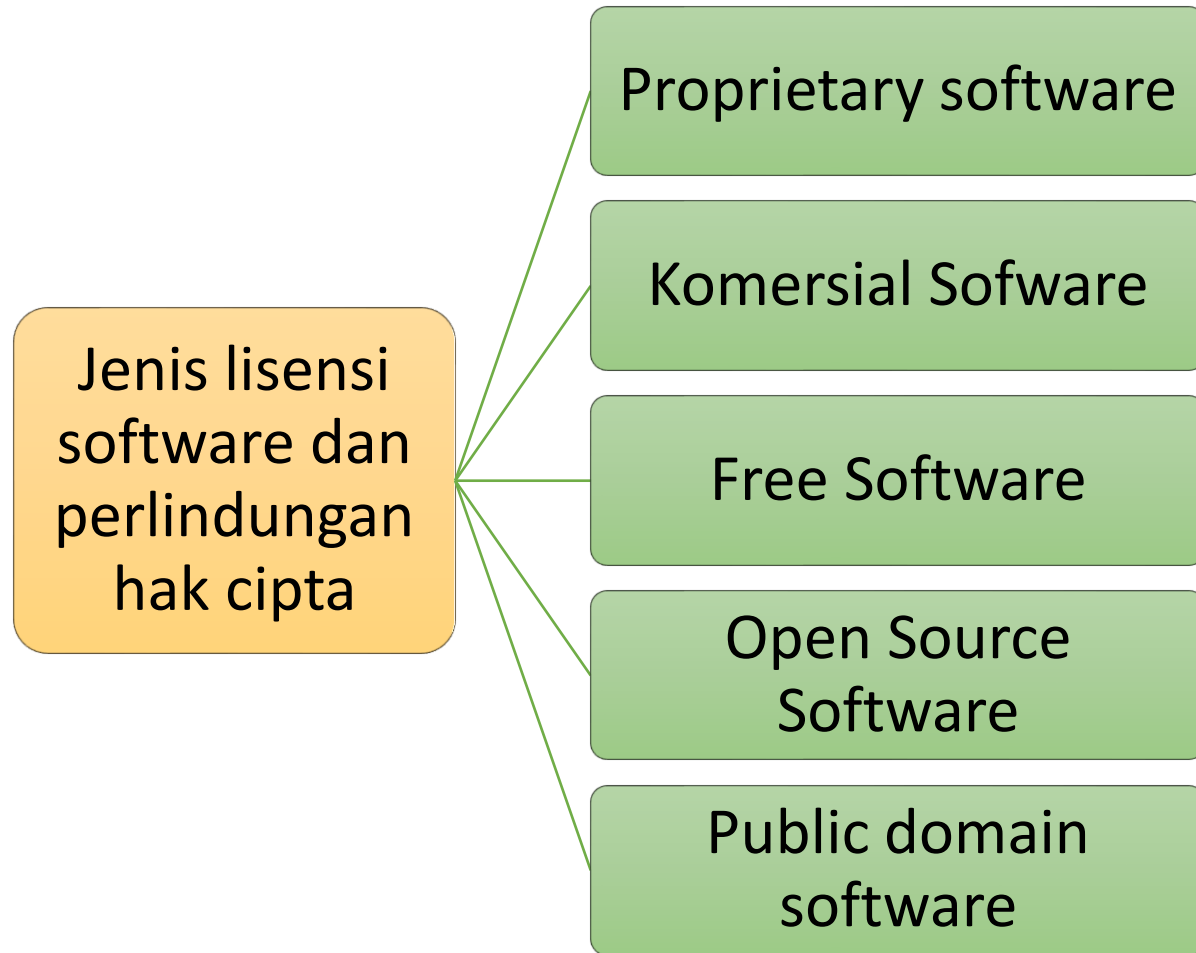 Jenis lisensi
software dan
perlindungan
hak cipta
Proprietary software
Komersial Sofware
Free Software
Open Source
Software
Public domain
software